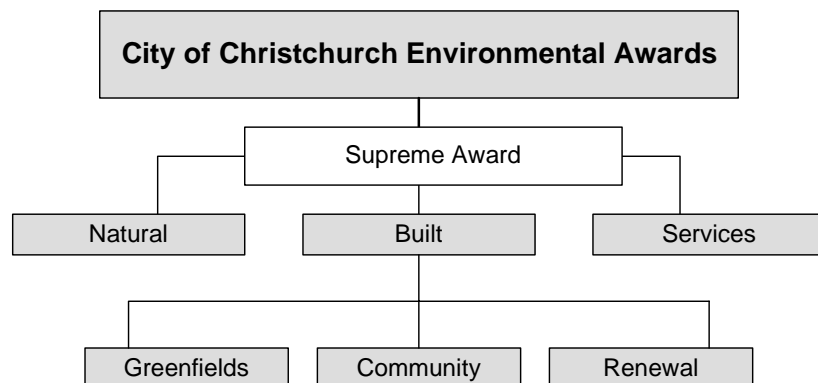 City of Christchurch Environmental Awards
Supreme Award
Natural
Built
Services
Greenfields
Community
Renewal